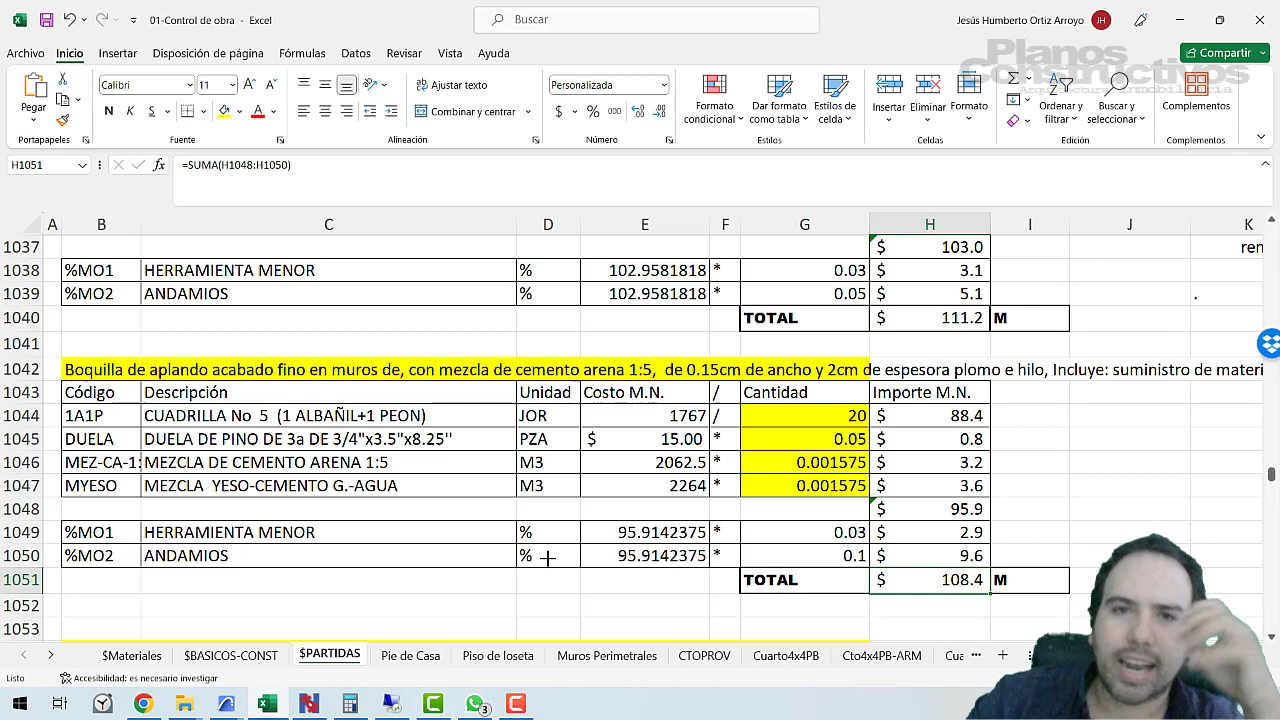 01-Control de obra - Excel
Buscar
Jesús Humberto Ortiz Arroyo JH
Archivo Inicio Insertar Disposición de página Fórmulas Datos Revisar Vista Ayuda
Compartir
Planos
Constructivos
Pegar
Calibri 11
Ajustar texto
Personalizada
N K S
Combinar y centrar
$ % 000
Formato condicional
Dar formato como tabla
Estilos de celda
Insertar
Eliminar
Formato
Ordenar y filtrar
Buscar y seleccionar
Complementos
Portapapeles Fuente Alineación Número Estilos Celdas Edición Complementos
H1051 fx =SUMA(H1048:H1050)
A B C D E F G H I J K
1037 $ 103.0 ren
1038 %MO1 HERRAMIENTA MENOR % 102.9581818 * 0.03 $ 3.1
1039 %MO2 ANDAMIOS % 102.9581818 * 0.05 $ 5.1 .
1040 TOTAL $ 111.2 M
1041
1042 Boquilla de aplando acabado fino en muros de, con mezcla de cemento arena 1:5, de 0.15cm de ancho y 2cm de espesora plomo e hilo, Incluye: suministro de materi
1043 Código Descripción Unidad Costo M.N. / Cantidad Importe M.N.
1044 1A1P CUADRILLA No 5 (1 ALBAÑIL+1 PEON) JOR 1767 / 20 $ 88.4
1045 DUELA DUELA DE PINO DE 3a DE 3/4"x3.5"x8.25'' PZA $ 15.00 * 0.05 $ 0.8
1046 MEZ-CA-1: MEZCLA DE CEMENTO ARENA 1:5 M3 2062.5 * 0.001575 $ 3.2
1047 MYESO MEZCLA YESO-CEMENTO G.-AGUA M3 2264 * 0.001575 $ 3.6
1048 $ 95.9
1049 %MO1 HERRAMIENTA MENOR % 95.9142375 * 0.03 $ 2.9
1050 %MO2 ANDAMIOS % 95.9142375 * 0.1 $ 9.6
1051 TOTAL $ 108.4 M
1052
1053
$Materiales $BASICOS-CONST $PARTIDAS Pie de Casa Piso de loseta Muros Perimetrales CTOPROV Cuarto4x4PB Cto4x4PB-ARM Cua
Listo Accesibilidad: es necesario investigar
3